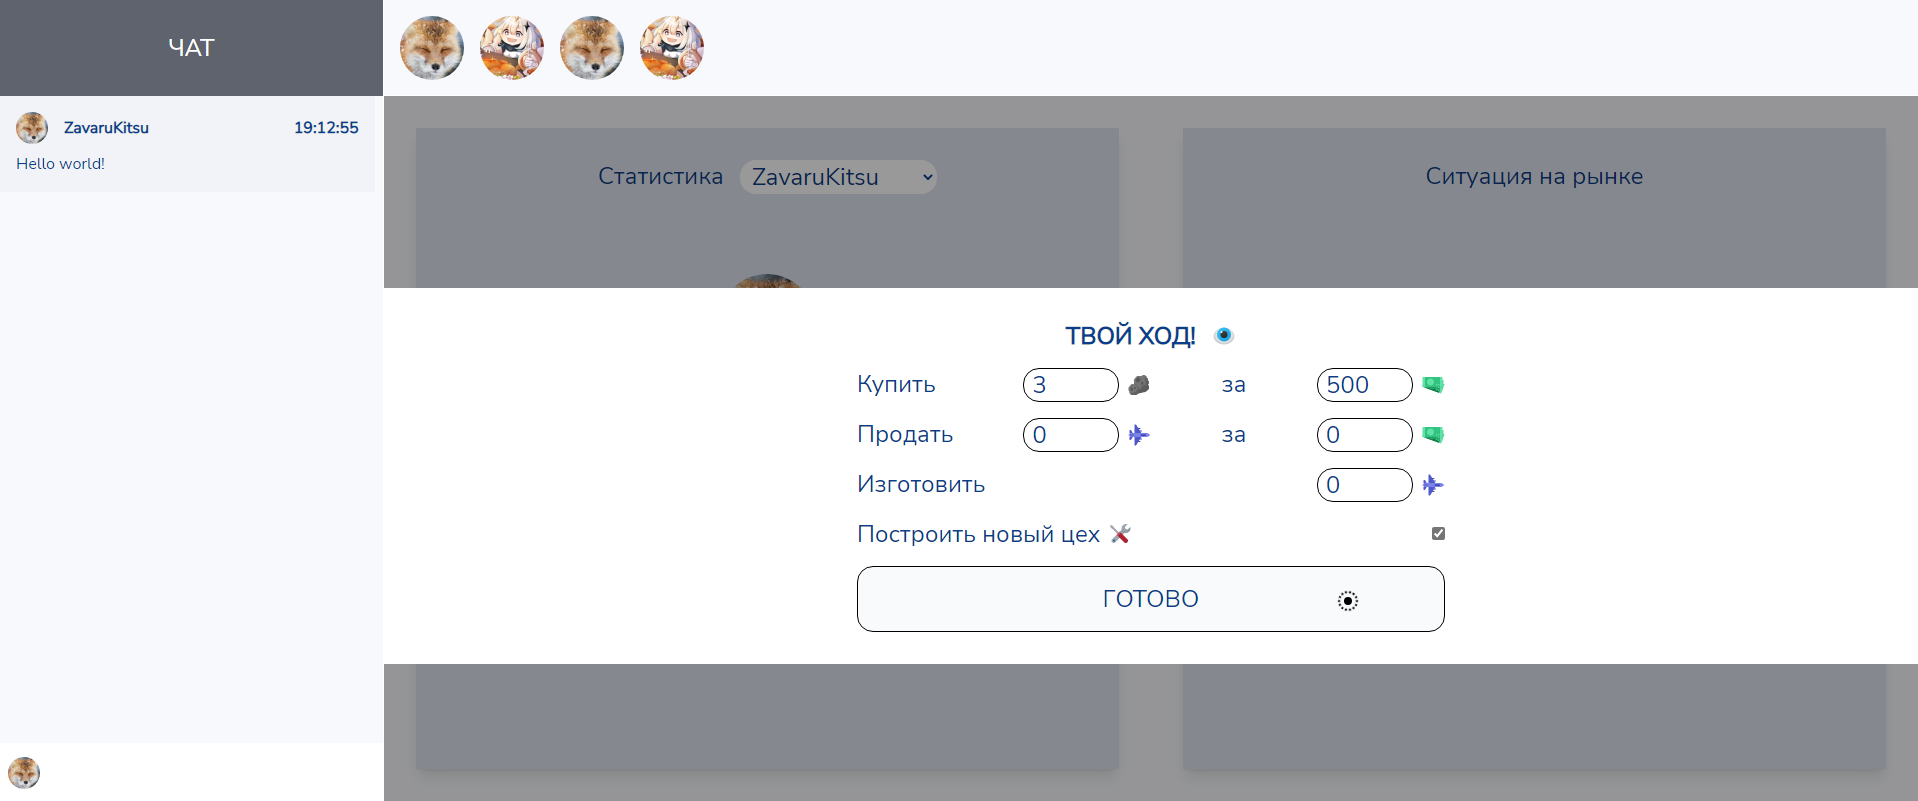 ЧАТ
ZavaruKitsu 19:12:55
Hello world!
Статистика ZavaruKitsu
Ситуация на рынке
ТВОЙ ХОД!
Купить 3 за 500
Продать 0 за 0
Изготовить 0
Построить новый цех
ГОТОВО